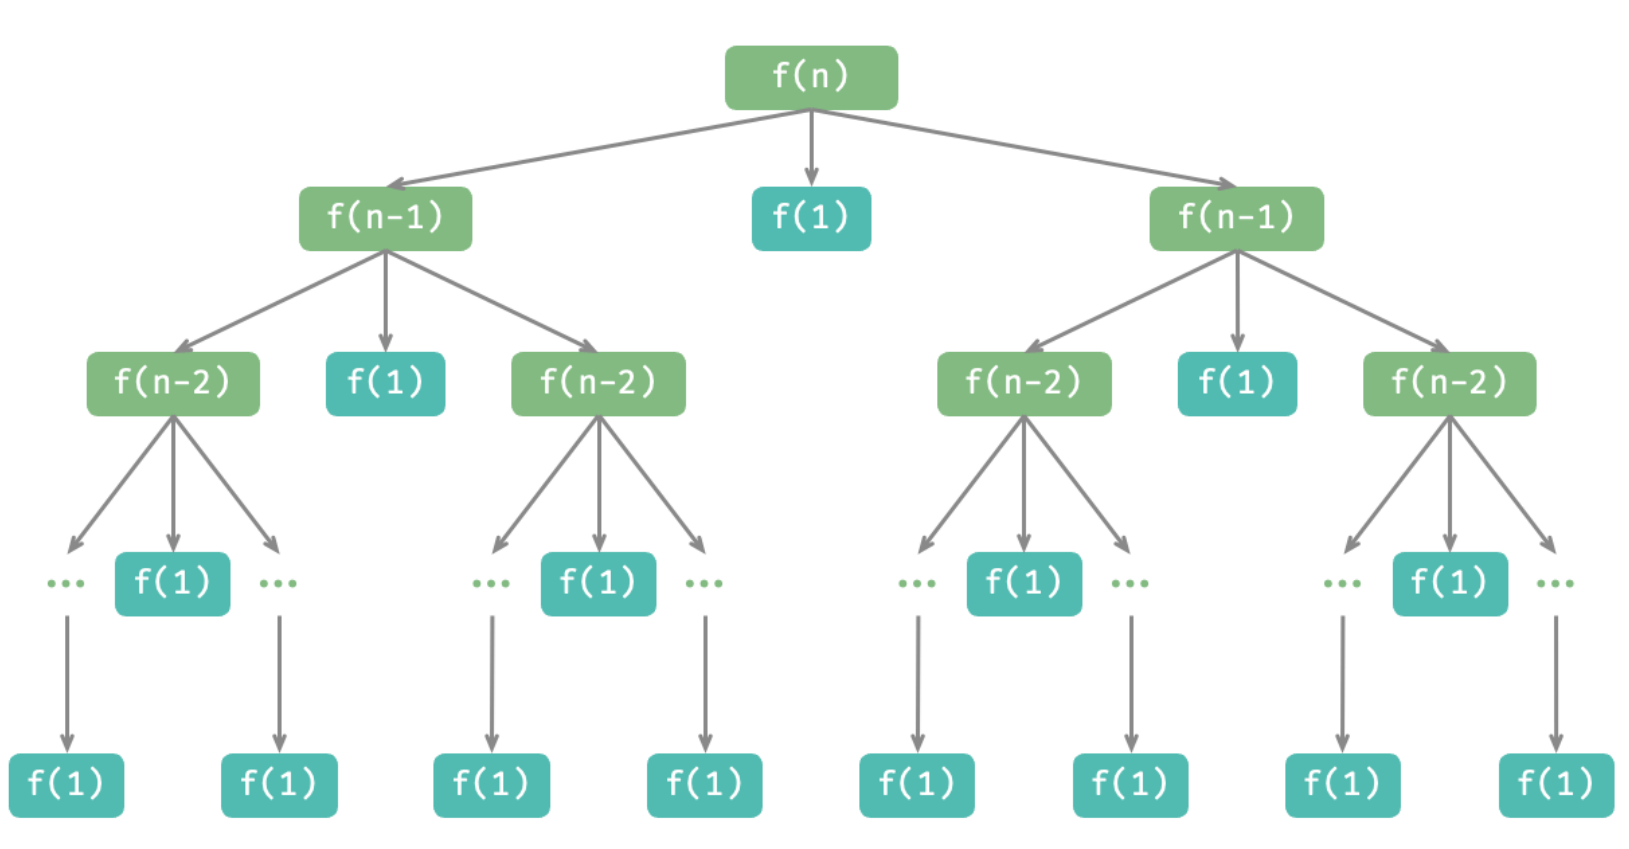 f(n)
f(n-1) f(1) f(n-1)
f(n-2) f(1) f(n-2) f(n-2) f(1) f(n-2)
... f(1) ... ... f(1) ... ... f(1) ... ... f(1) ...
f(1) f(1) f(1) f(1) f(1) f(1) f(1) f(1)